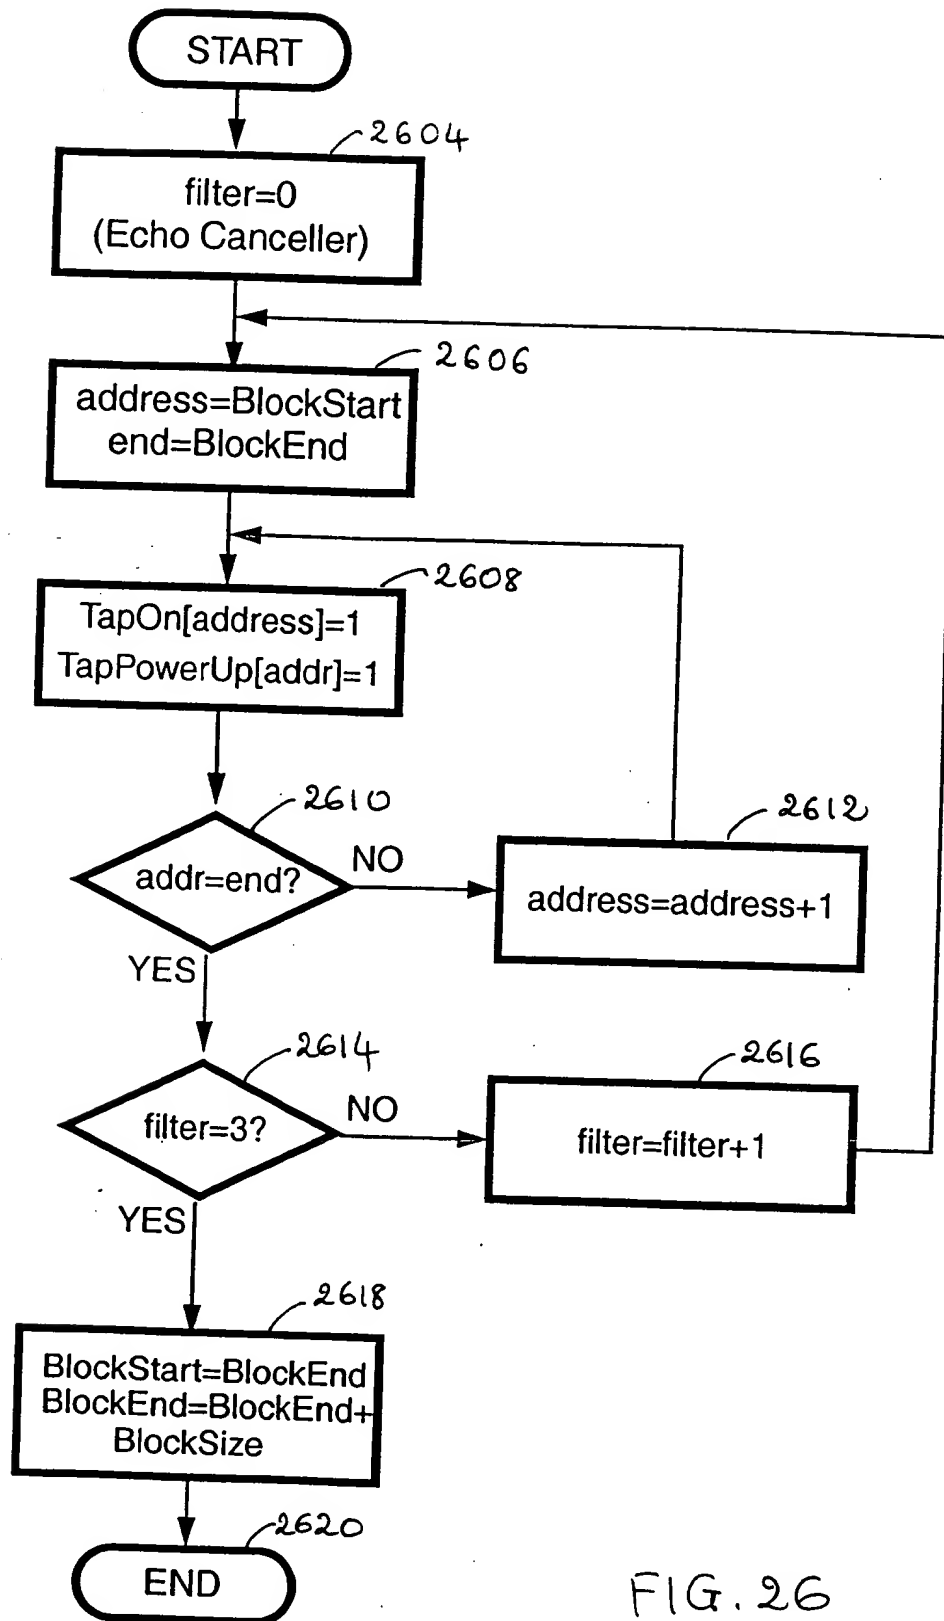 START
2604
filter=0
(Echo Canceller)
2606
address=BlockStart
end=BlockEnd
2608
TapOn[address]=1
TapPowerUp[addr]=1
2610
addr=end?
NO
2612
address=address+1
YES
2614
filter=3?
NO
2616
filter=filter+1
YES
2618
BlockStart=BlockEnd
BlockEnd=BlockEnd+
BlockSize
2620
END
FIG. 26